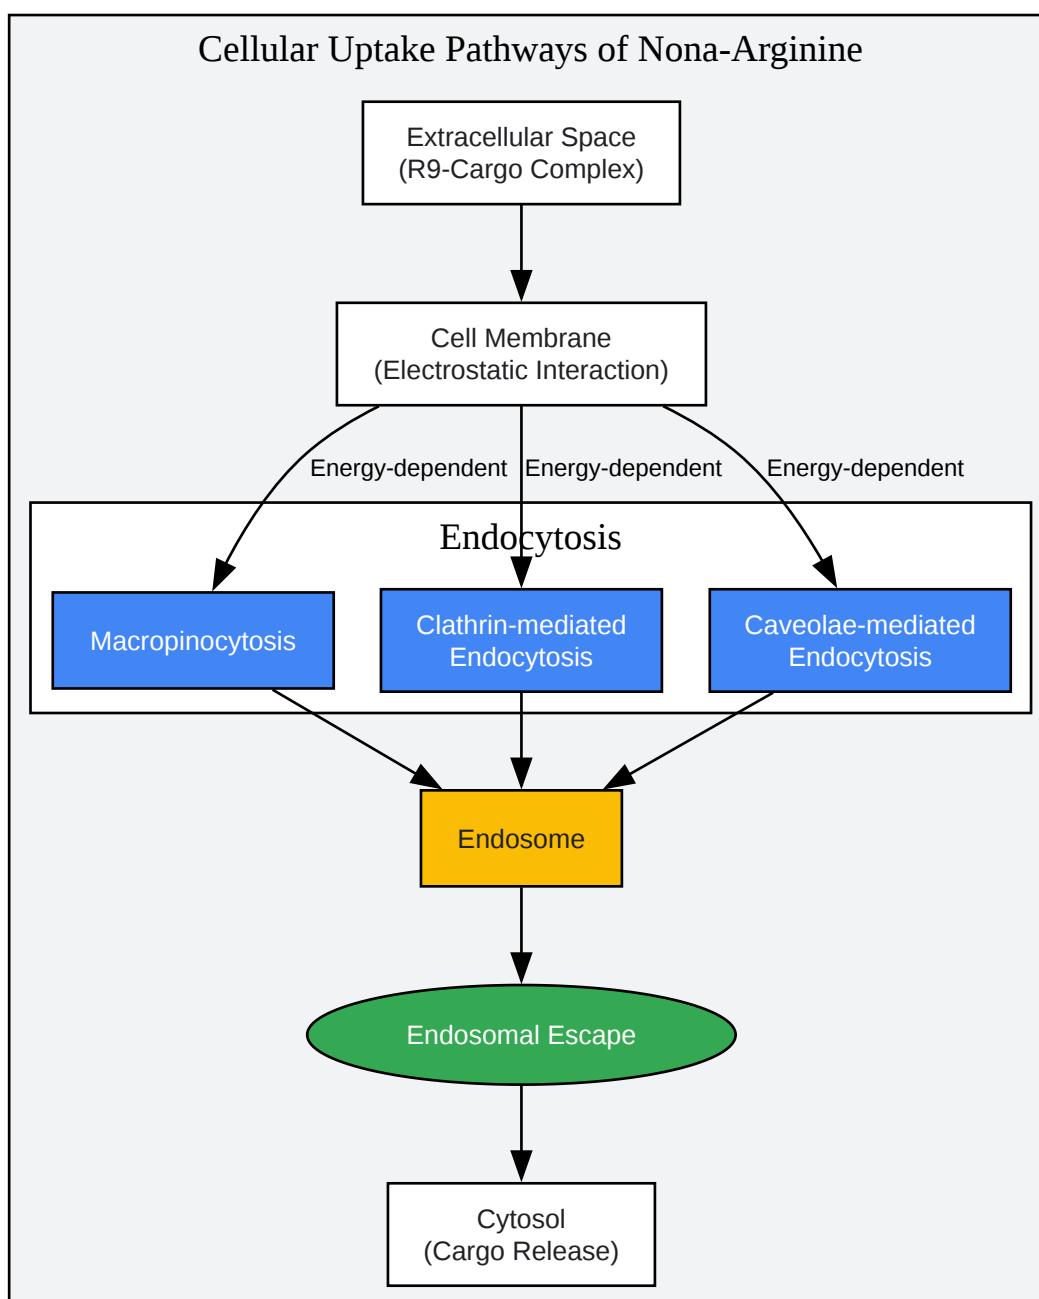 Cellular Uptake Pathways of Nona-Arginine
Extracellular Space
(R9-Cargo Complex)
Cell Membrane
(Electrostatic Interaction)
Energy-dependent
Energy-dependent
Energy-dependent
Endocytosis
Macropinocytosis
Clathrin-mediated
Endocytosis
Caveolae-mediated
Endocytosis
Endosome
Endosomal Escape
Cytosol
(Cargo Release)